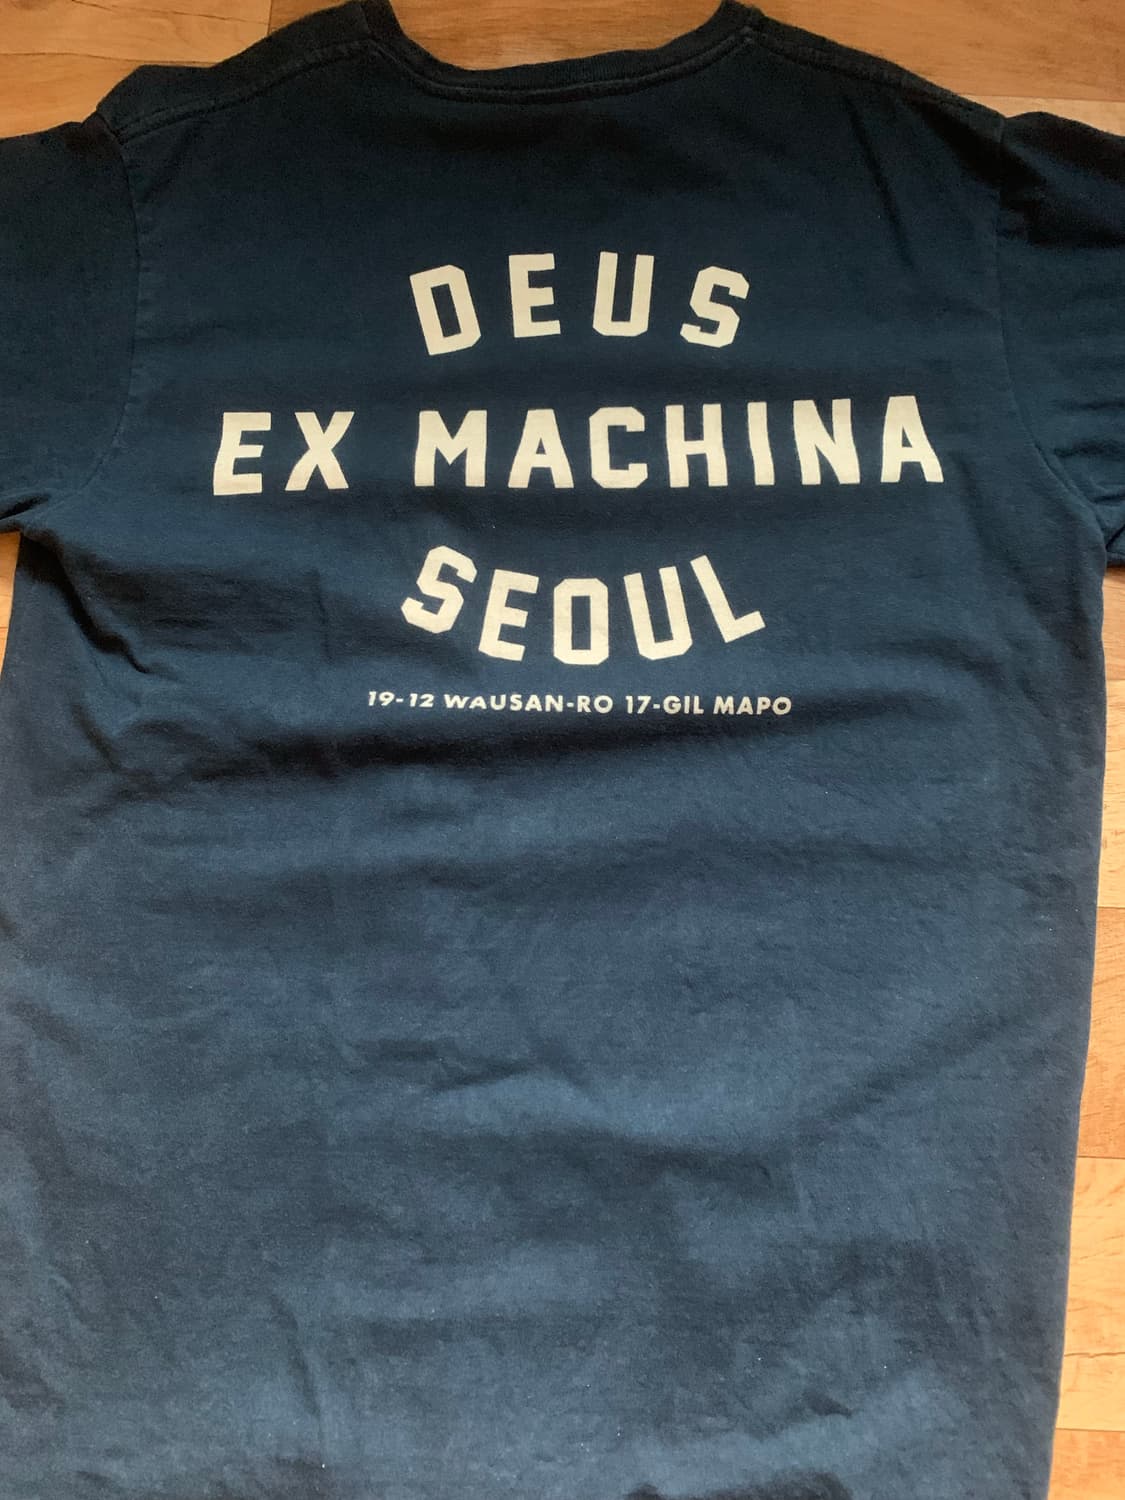 DEUS
EX MACHINA
SEOUL
19-12 WAUSAN-RO 17-GIL MAPO